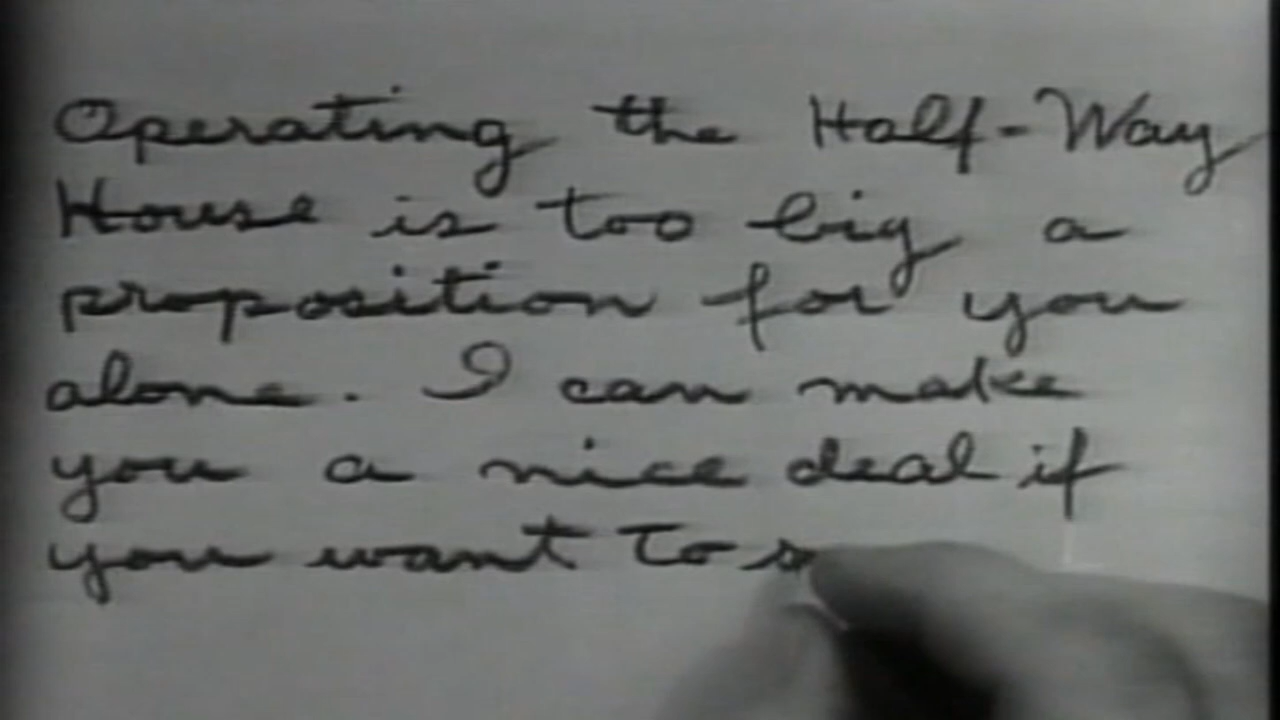 Operating the Half-Way
House is too big a
proposition for you
alone. I can make
you a nice deal if
you want to s